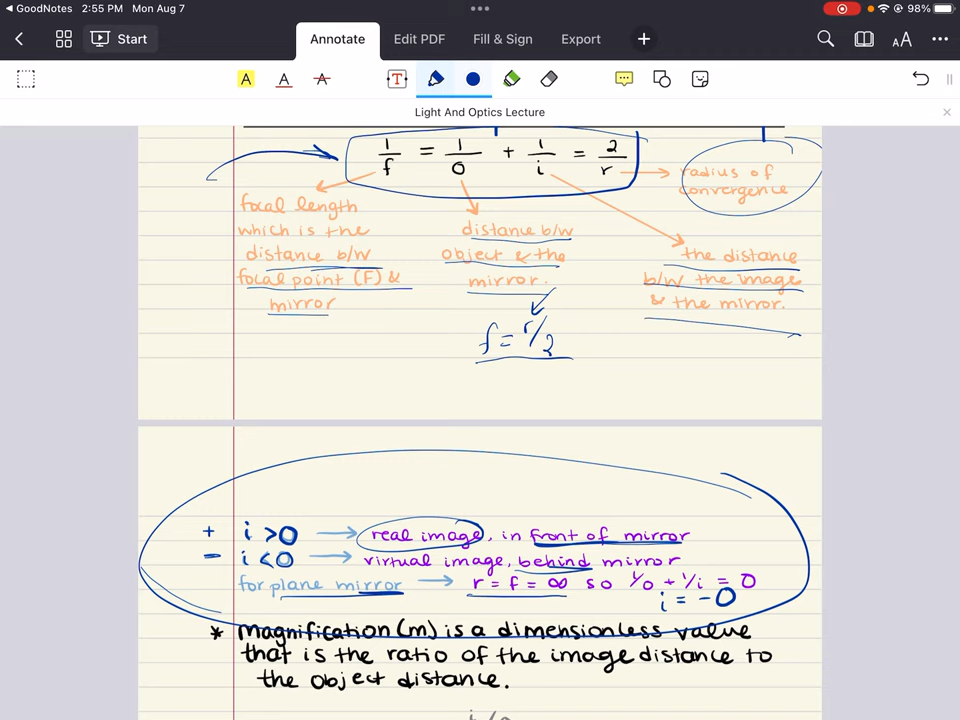 GoodNotes 2:55 PM Mon Aug 7 98%
Start Annotate Edit PDF Fill & Sign Export
A A A T
Light And Optics Lecture
1/f = 1/o + 1/i = 2/r
radius of
convergence
focal length
which is the
distance b/w
focal point (F) &
mirror
distance b/w
object & the
mirror.
the distance
b/w the image
& the mirror.
f = r/2
+ i >0 → real image, in front of mirror
- i <0 → virtual image, behind mirror
for plane mirror → r = f = ∞ so 1/o + 1/i = 0
i = -o
* Magnification (m) is a dimensionless value
that is the ratio of the image distance to
the object distance.